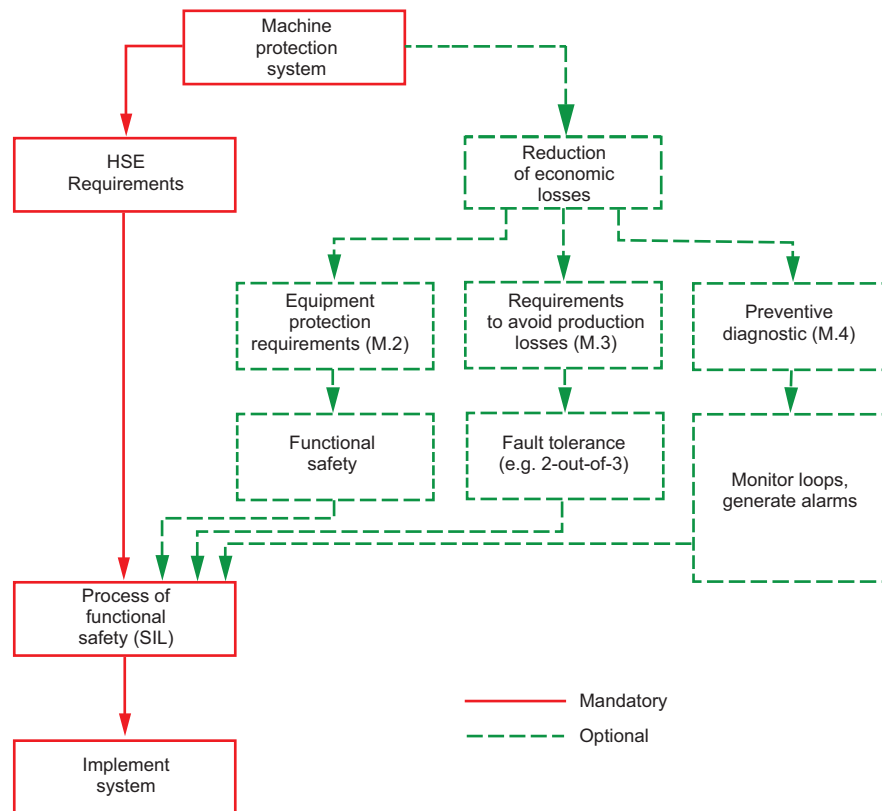 Machine
protection
system
HSE
Requirements
Reduction
of economic
losses
Equipment
protection
requirements (M.2)
Requirements
to avoid production
losses (M.3)
Preventive
diagnostic (M.4)
Functional
safety
Fault tolerance
(e.g. 2-out-of-3)
Monitor loops,
generate alarms
Process of
functional
safety (SIL)
Mandatory
Optional
Implement
system